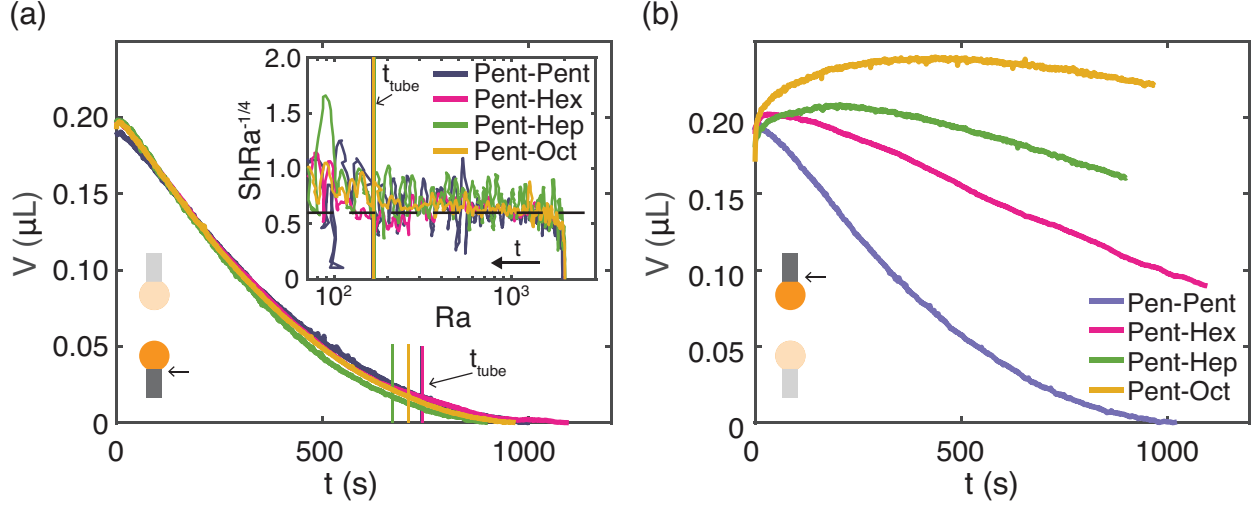 (a)
V (μL)
0.20
0.15
0.10
0.05
0
0
500
1000
t (s)
t_tube
ShRa^-1/4
2.0
1.5
1.0
0.5
0
10^2
10^3
Ra
t
t_tube
Pent-Pent
Pent-Hex
Pent-Hep
Pent-Oct
(b)
V (μL)
0.20
0.15
0.10
0.05
0
0
500
1000
t (s)
Pen-Pent
Pent-Hex
Pent-Hep
Pent-Oct